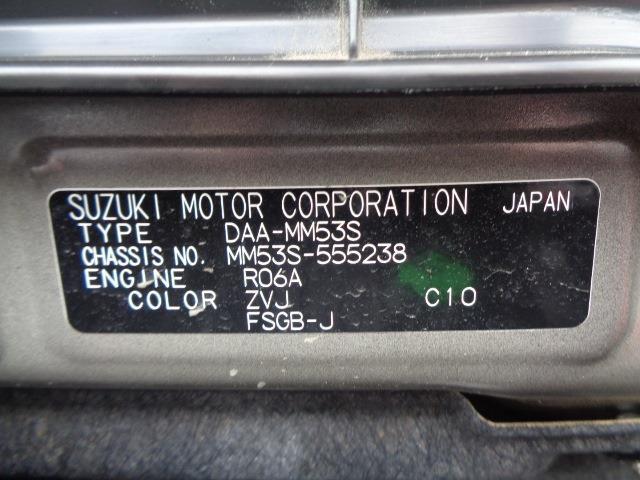 SUZUKI MOTOR CORPORATION JAPAN
TYPE DAA-MM53S
CHASSIS NO. MM53S-555238
ENGINE R06A
COLOR ZVJ C10
FSGB-J